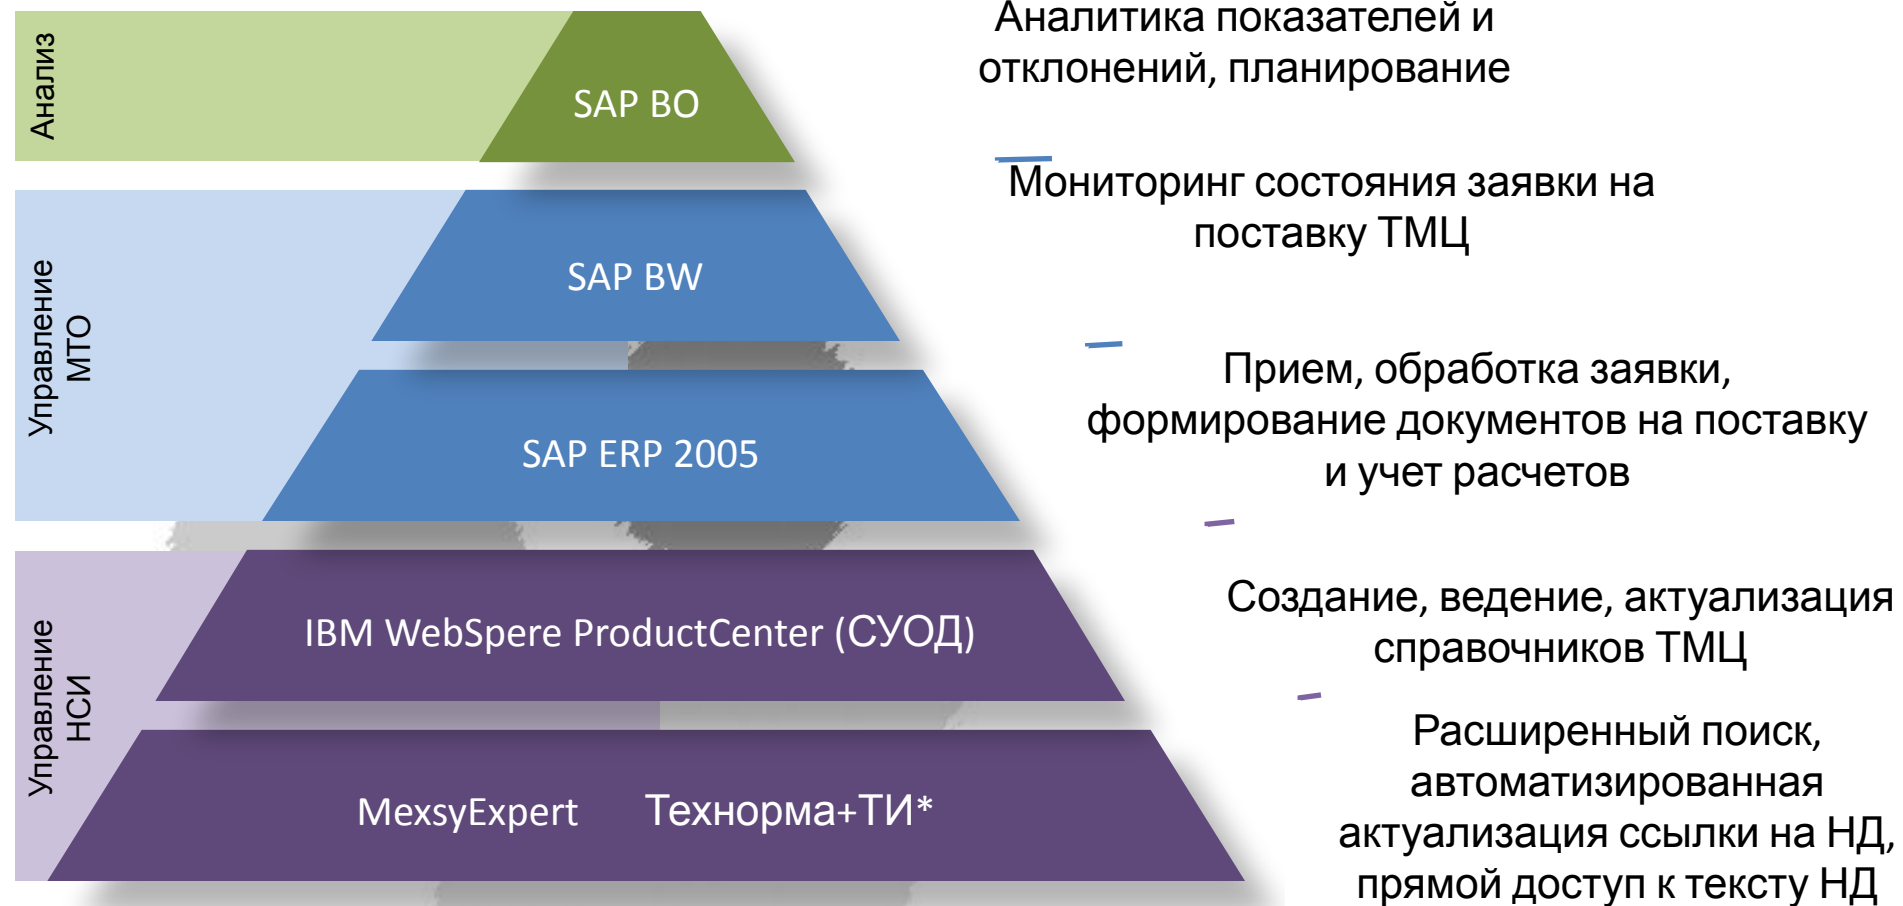 Анализ
SAP BO
Аналитика показателей и
отклонений, планирование
Управление
МТО
SAP BW
Мониторинг состояния заявки на
поставку ТМЦ
SAP ERP 2005
Прием, обработка заявки,
формирование документов на поставку
и учет расчетов
Управление
НСИ
IBM WebSpere ProductCenter (СУОД)
Создание, ведение, актуализация
справочников ТМЦ
MexsyExpert Технорма+ТИ*
Расширенный поиск,
автоматизированная
актуализация ссылки на НД,
прямой доступ к тексту НД